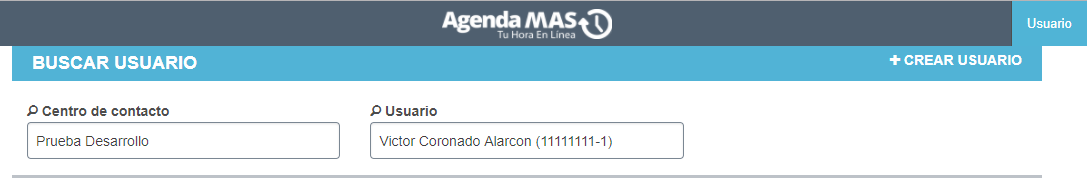 Agenda MAS
Tu Hora En Línea
Usuario
BUSCAR USUARIO
+ CREAR USUARIO
Centro de contacto
Usuario
Prueba Desarrollo
Victor Coronado Alarcon (11111111-1)